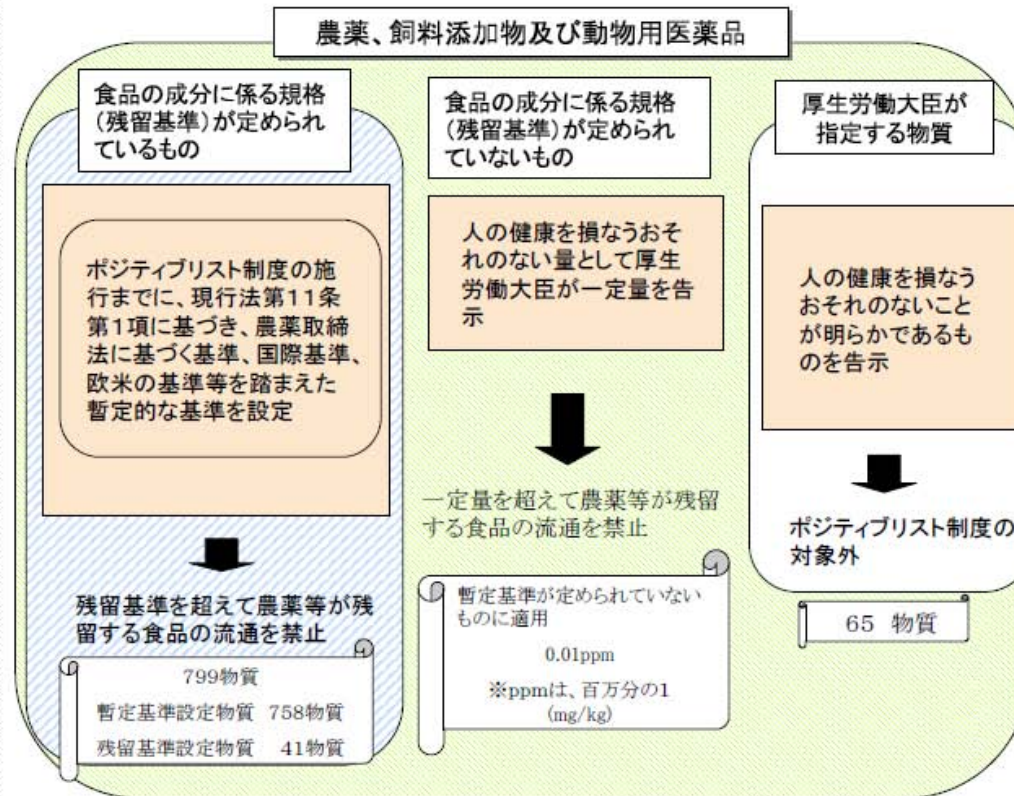 農薬、飼料添加物及び動物用医薬品
食品の成分に係る規格
(残留基準)が定められ
ているもの
ポジティブリスト制度の施
行までに、現行法第11条
第1項に基づき、農薬取締
法に基づく基準、国際基準、
欧米の基準等を踏まえた
暫定的な基準を設定
残留基準を超えて農薬等が残
留する食品の流通を禁止
799物質
暫定基準設定物質 758物質
残留基準設定物質 41物質
食品の成分に係る規格
(残留基準)が定められ
ていないもの
人の健康を損なうおそ
れのない量として厚生
労働大臣が一定量を告
示
一定量を超えて農薬等が残留
する食品の流通を禁止
暫定基準が定められていない
ものに適用
0.01ppm
※ppmは、百万分の1
(mg/kg)
厚生労働大臣が
指定する物質
人の健康を損なう
おそれのないこと
が明らかであるも
のを告示
ポジティブリスト制度の
対象外
65 物質